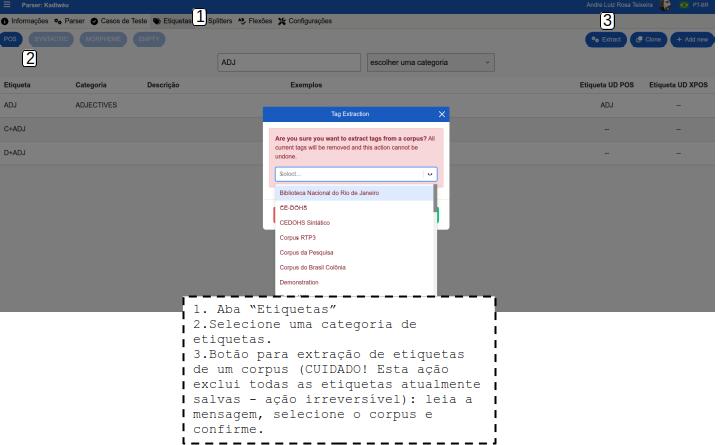 Parser: Kadiwéu
Andre Luiz Rosa Teixeira
PT-BR
Informações
Parser
Casos de Teste
Etiquetas
1
Splitters
Flexões
Configurações
3
POS
SYNTACTIC
MORPHEME
EMPTY
Extract
Clone
+ Add new
2
ADJ
escolher uma categoria
Etiqueta Categoria Descrição Exemplos Etiqueta UD POS Etiqueta UD XPOS
ADJ ADJECTIVES ADJ --
C+ADJ -- --
D+ADJ -- --
Tag Extraction
Are you sure you want to extract tags from a corpus? All
current tags will be removed and this action cannot be
undone.
Select...
Biblioteca Nacional do Rio de Janeiro
CE-DOHS
CEDOHS Sintático
Corpus RTP3
Corpus da Pesquisa
Corpus do Brasil Colônia
Demonstration
1. Aba “Etiquetas”
2.Selecione uma categoria de
etiquetas.
3.Botão para extração de etiquetas
de um corpus (CUIDADO! Esta ação
exclui todas as etiquetas atualmente
salvas - ação irreversível): leia a
mensagem, selecione o corpus e
confirme.